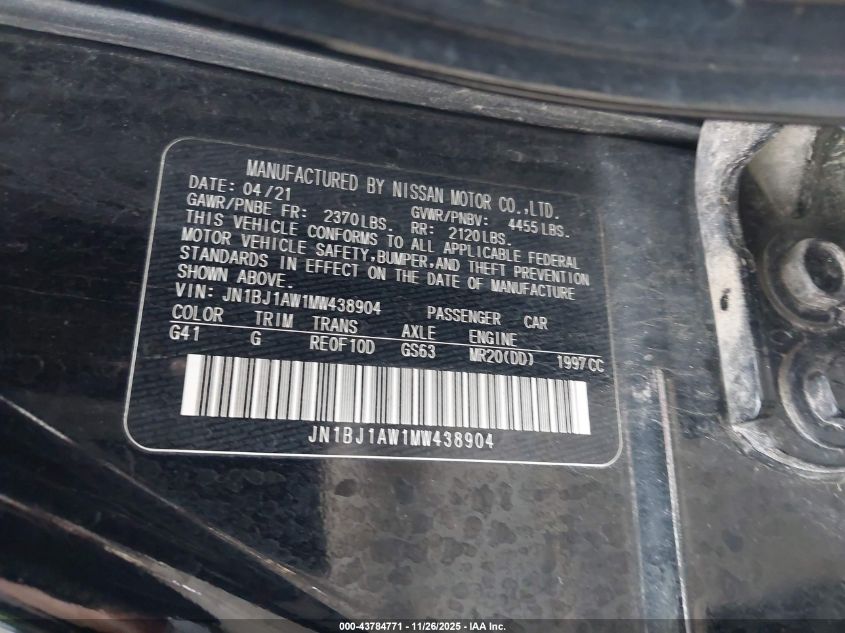 MANUFACTURED BY NISSAN MOTOR CO.,LTD.
DATE: 04/21
GAWR/PNBE FR: 2370LBS. GVWR/PNBV: 4455LBS.
RR: 2120LBS.
THIS VEHICLE CONFORMS TO ALL APPLICABLE FEDERAL
MOTOR VEHICLE SAFETY,BUMPER,AND THEFT PREVENTION
STANDARDS IN EFFECT ON THE DATE OF MANUFACTURE
SHOWN ABOVE.
VIN: JN1BJ1AW1MW438904 PASSENGER CAR
COLOR TRIM TRANS AXLE ENGINE
G41 G REOF10D GS63 MR20(DD) 1997CC
JN1BJ1AW1MW438904
000-43784771 - 11/26/2025 - IAA Inc.